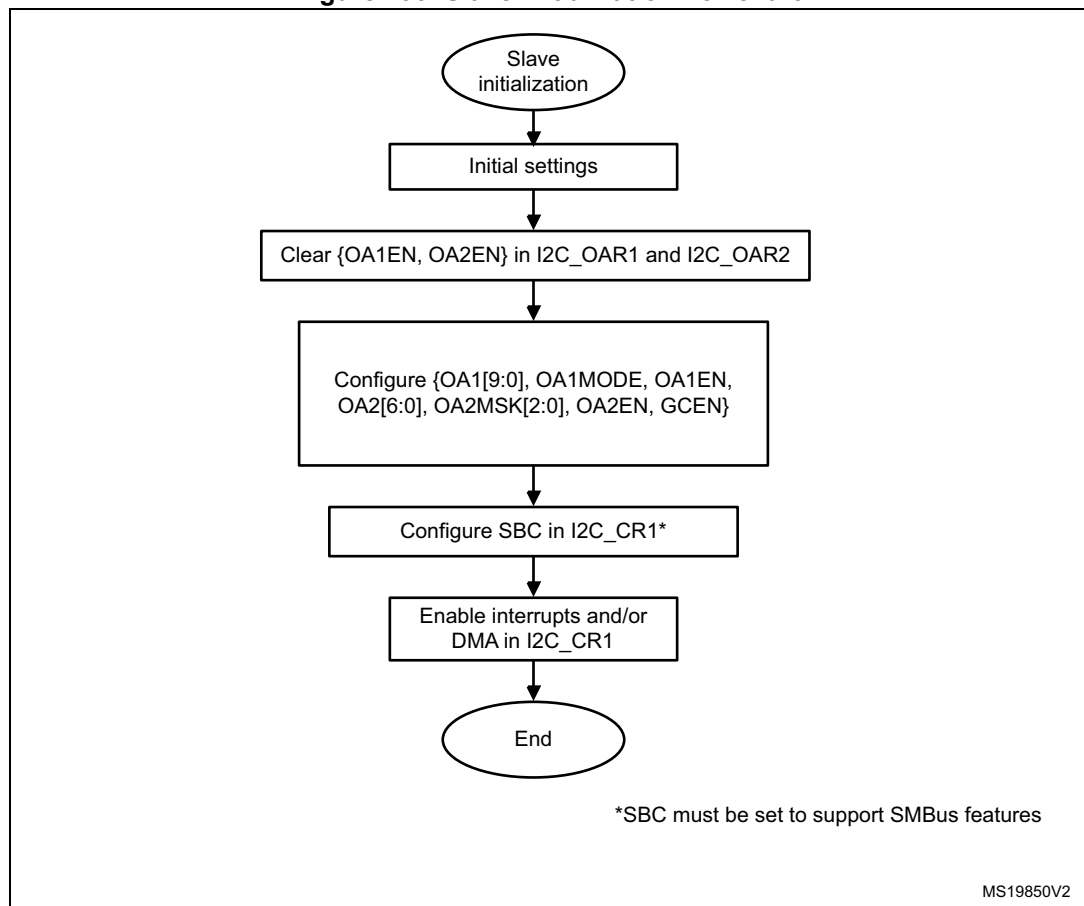 Slave
initialization
Initial settings
Clear {OA1EN, OA2EN} in I2C_OAR1 and I2C_OAR2
Configure {OA1[9:0], OA1MODE, OA1EN,
OA2[6:0], OA2MSK[2:0], OA2EN, GCEN}
Configure SBC in I2C_CR1*
Enable interrupts and/or
DMA in I2C_CR1
End
*SBC must be set to support SMBus features
MS19850V2